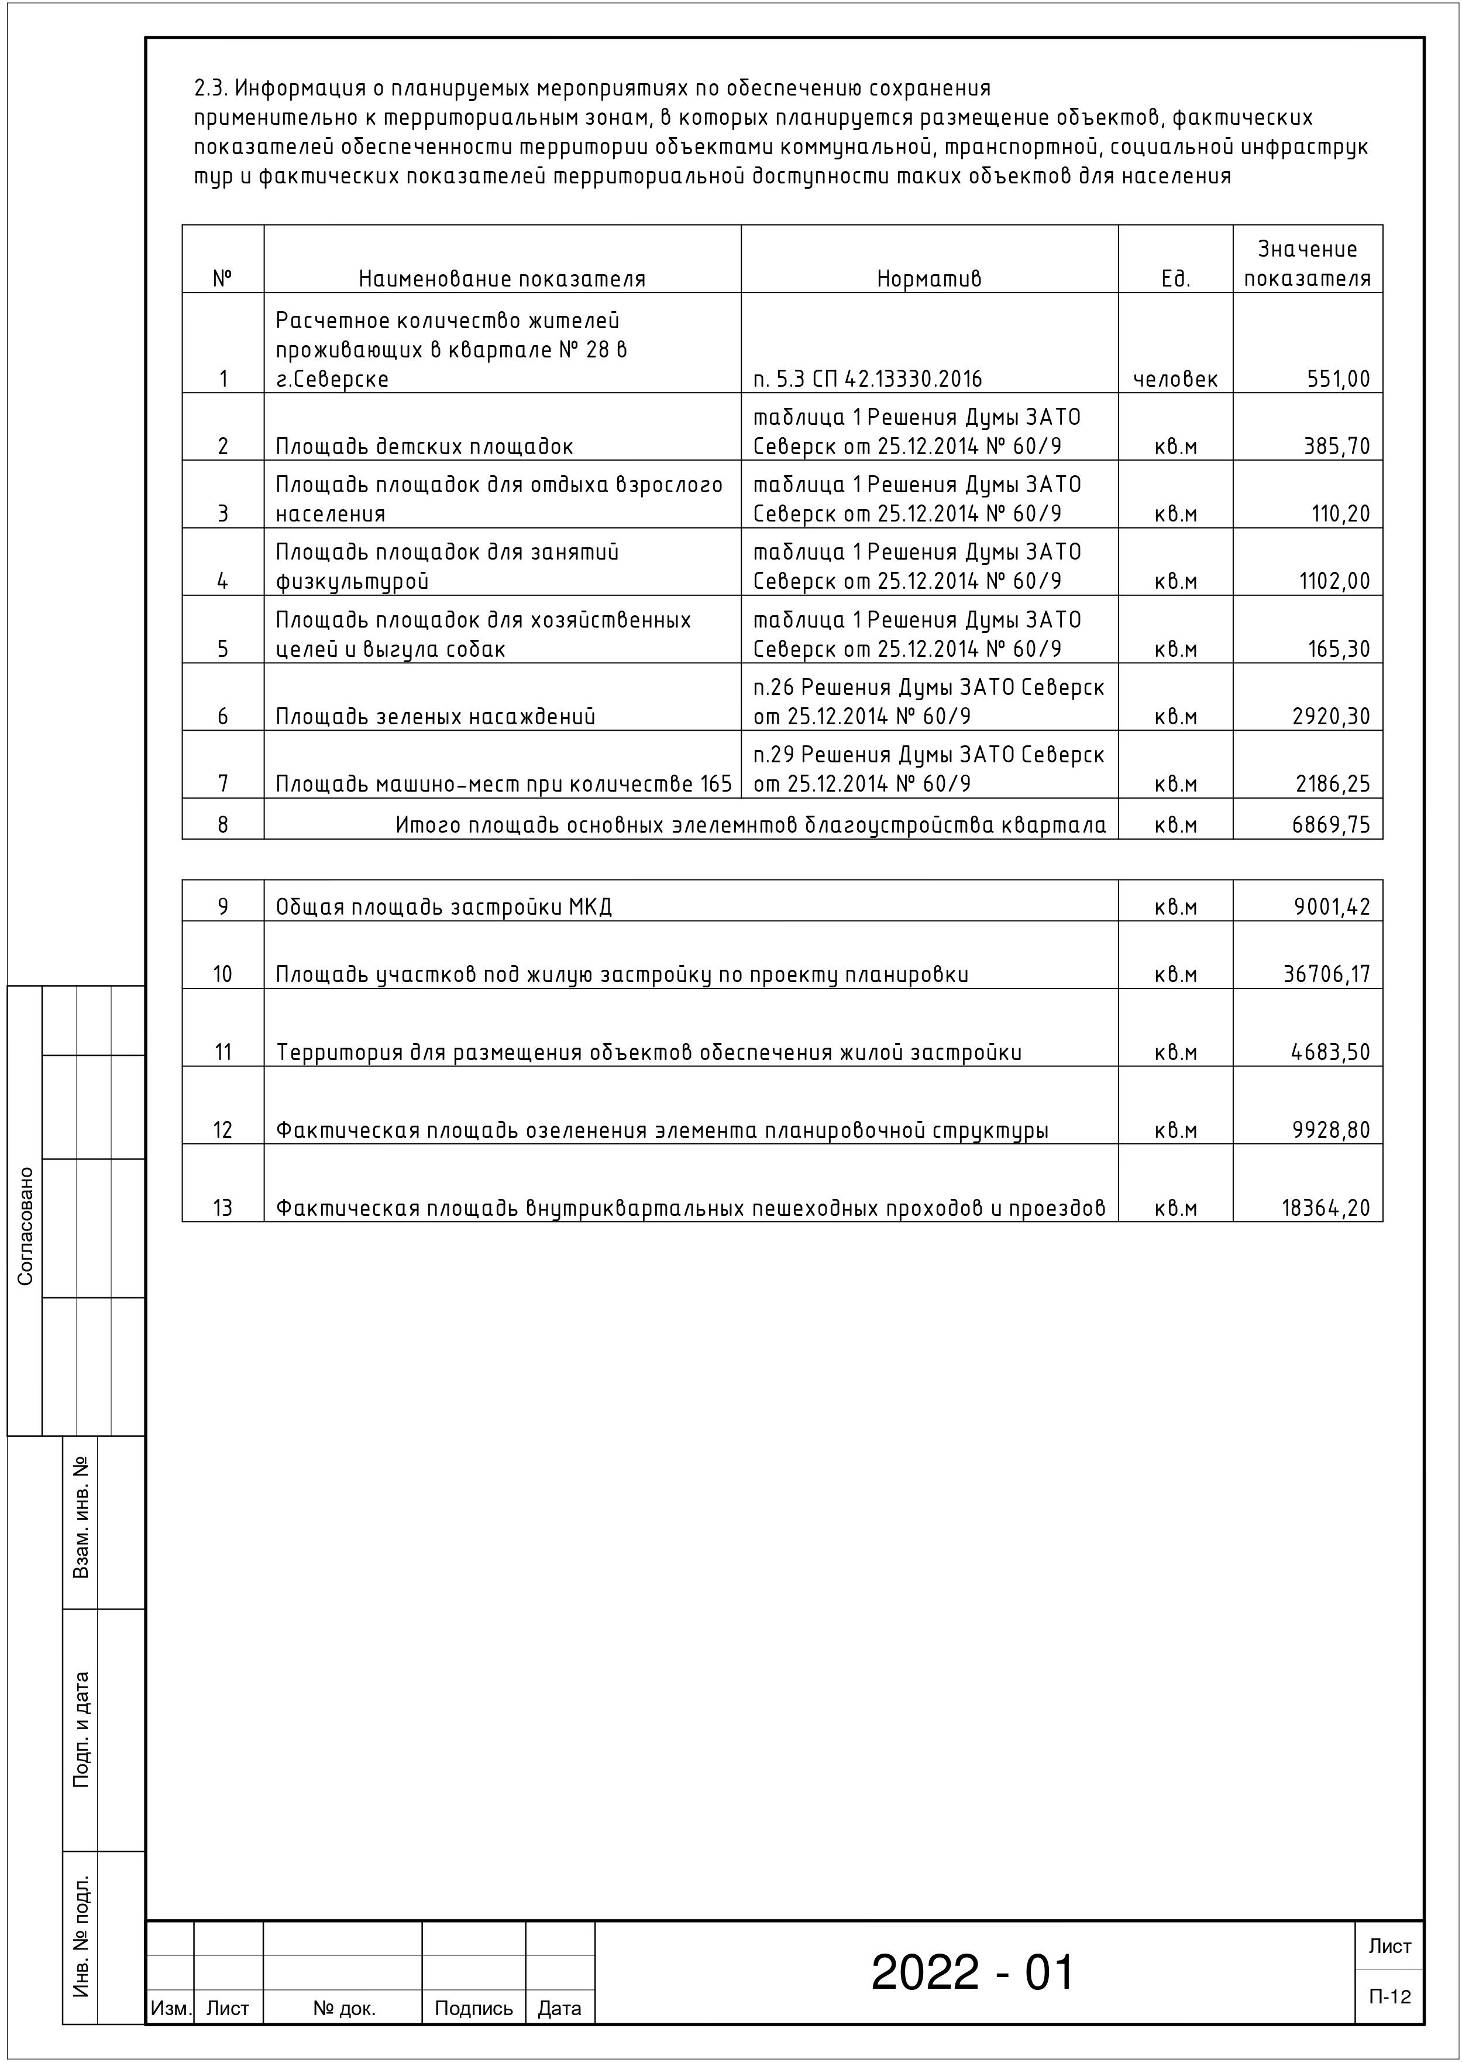 2.3. Информация о планируемых мероприятиях по обеспечению сохранения
применительно к территориальным зонам, в которых планируется размещение объектов, фактических
показателей обеспеченности территории объектами коммунальной, транспортной, социальной инфраструк
тур и фактических показателей территориальной доступности таких объектов для населения
№ Наименование показателя Норматив Ед. Значение
показателя
Расчетное количество жителей
проживающих в квартале № 28 в
1 г.Северске п. 5.3 СП 42.13330.2016 человек 551,00
таблица 1 Решения Думы ЗАТО
2 Площадь детских площадок Северск от 25.12.2014 № 60/9 кв.м 385,70
Площадь площадок для отдыха взрослого таблица 1 Решения Думы ЗАТО
3 населения Северск от 25.12.2014 № 60/9 кв.м 110,20
Площадь площадок для занятий таблица 1 Решения Думы ЗАТО
4 физкультурой Северск от 25.12.2014 № 60/9 кв.м 1102,00
Площадь площадок для хозяйственных таблица 1 Решения Думы ЗАТО
5 целей и выгула собак Северск от 25.12.2014 № 60/9 кв.м 165,30
п.26 Решения Думы ЗАТО Северск
6 Площадь зеленых насаждений от 25.12.2014 № 60/9 кв.м 2920,30
п.29 Решения Думы ЗАТО Северск
7 Площадь машино-мест при количестве 165 от 25.12.2014 № 60/9 кв.м 2186,25
8 Итого площадь основных элелемнтов благоустройства квартала кв.м 6869,75
9 Общая площадь застройки МКД кв.м 9001,42
10 Площадь участков под жилую застройку по проекту планировки кв.м 36706,17
11 Территория для размещения объектов обеспечения жилой застройки кв.м 4683,50
12 Фактическая площадь озеленения элемента планировочной структуры кв.м 9928,80
13 Фактическая площадь внутриквартальных пешеходных проходов и проездов кв.м 18364,20
Согласовано
Взам. инв. №
Подп. и дата
Инв. № подл.
Изм. Лист № док. Подпись Дата
2022 - 01
Лист
П-12